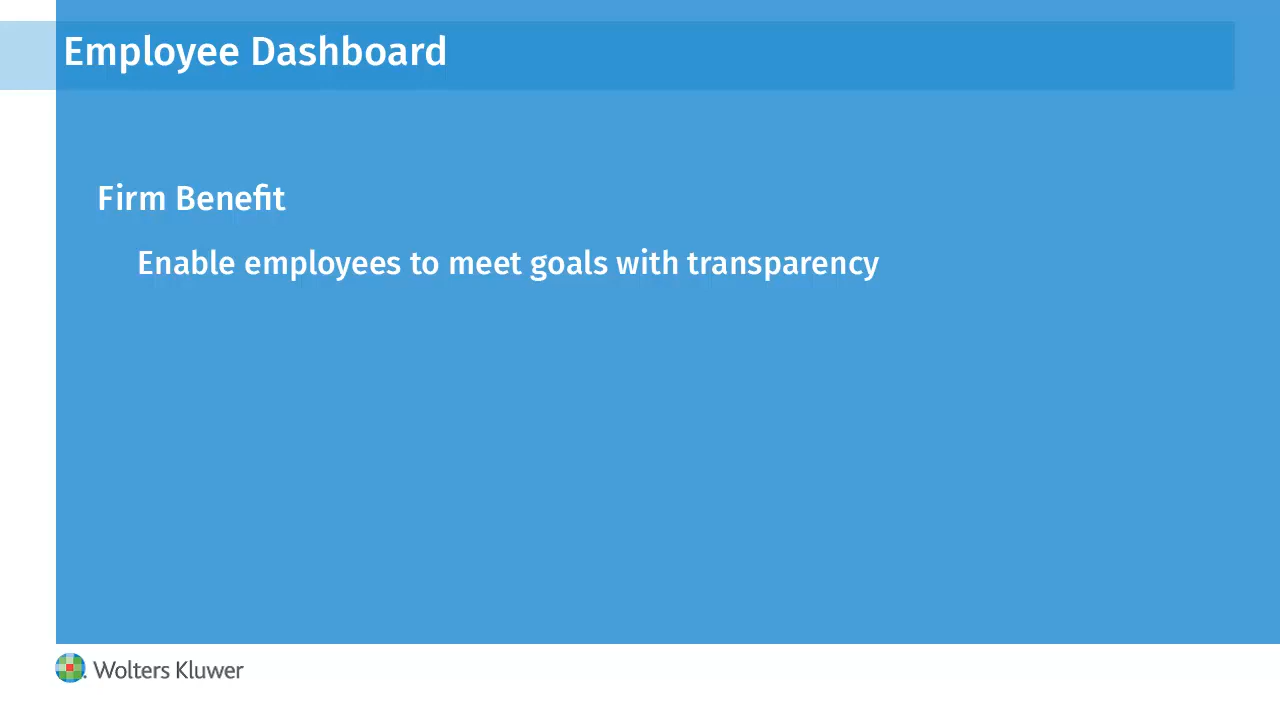 Employee Dashboard
Firm Benefit
Enable employees to meet goals with transparency
Wolters Kluwer